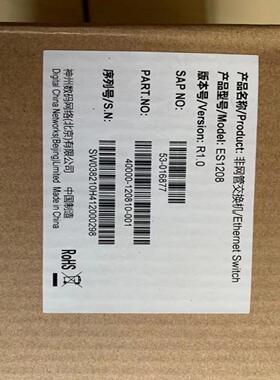 产品名称/Product: 非网管交换机/Ethernet Switch
产品型号/Model: ES1208
版本号/Version: R1.0
SAP NO:
53-016877
PART.NO:
40000-120810-001
序列号/S.N:
SW038210H412000298
神州数码网络(北京)有限公司 中国制造
Digital China Networks(Beijing)Limited Made in China
RoHS